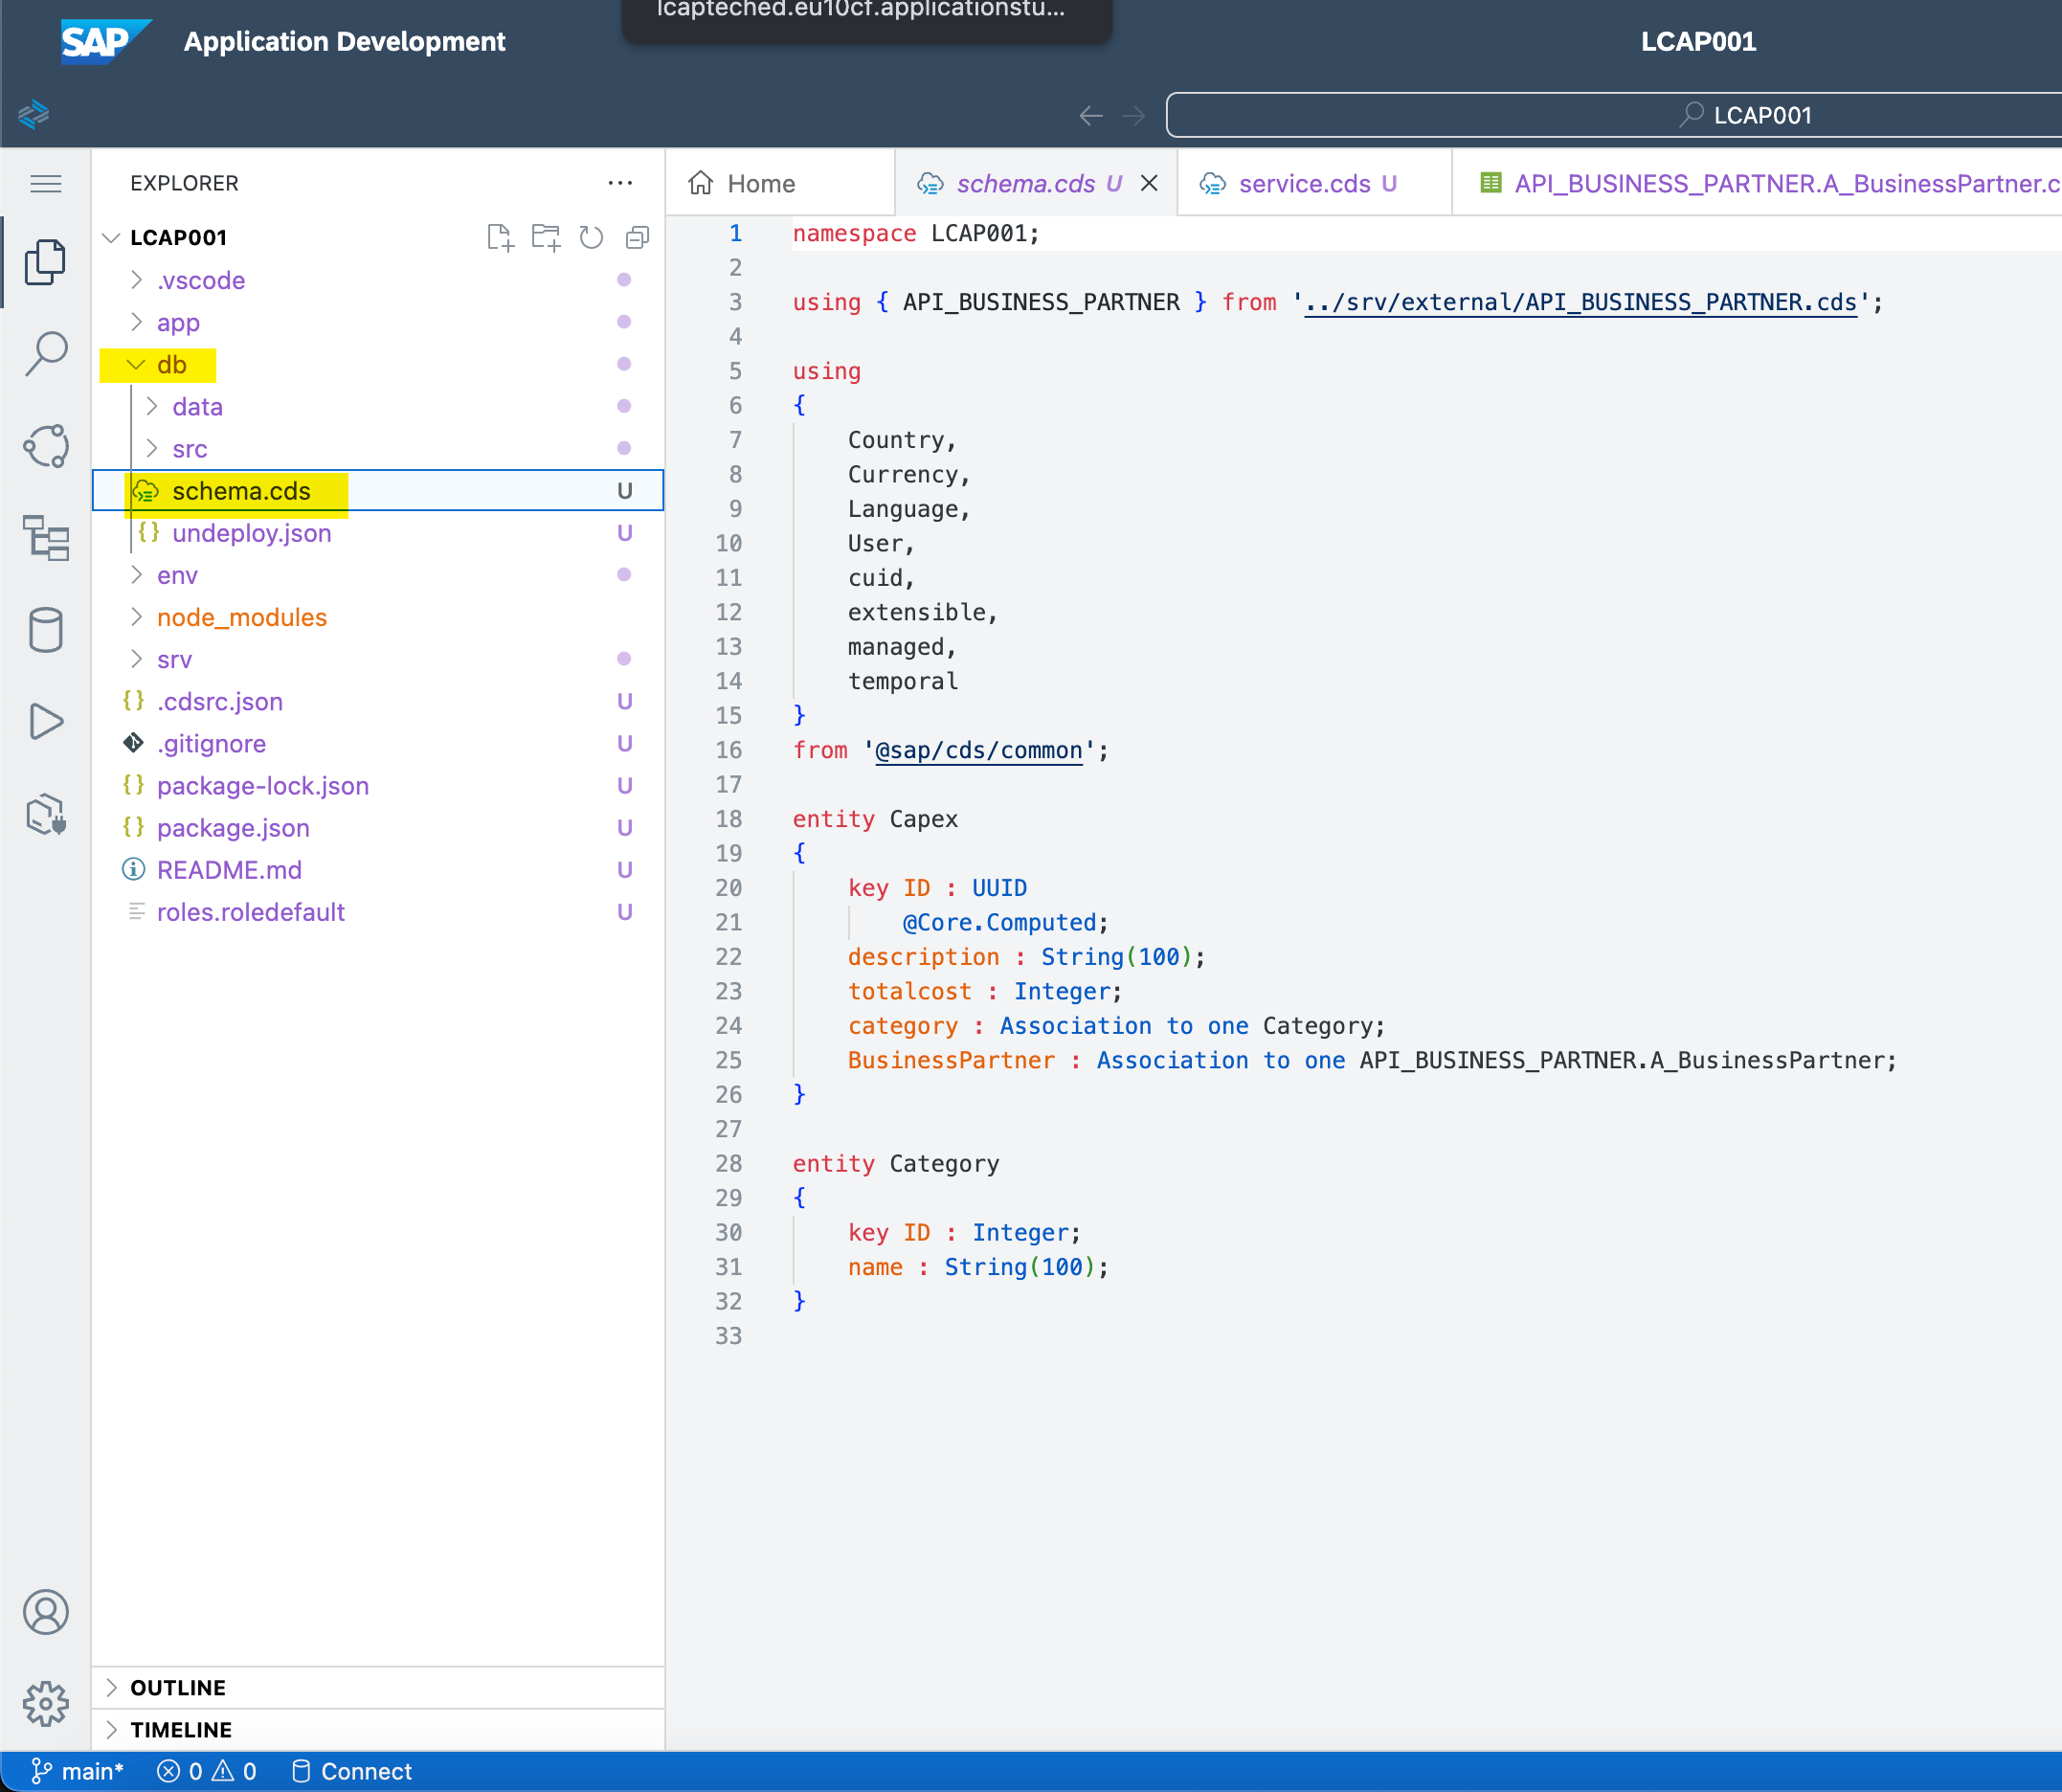 lcapteched.eu10cf.applicationstu...
SAP Application Development
LCAP001
LCAP001
EXPLORER
LCAP001
.vscode
app
db
data
src
schema.cds U
undeploy.json U
env
node_modules
srv
.cdsrc.json U
.gitignore U
package-lock.json U
package.json U
README.md U
roles.roledefault U
OUTLINE
TIMELINE
Home
schema.cds U
service.cds U
API_BUSINESS_PARTNER.A_BusinessPartner.c
1 namespace LCAP001;
2
3 using { API_BUSINESS_PARTNER } from '../srv/external/API_BUSINESS_PARTNER.cds';
4
5 using
6 {
7 Country,
8 Currency,
9 Language,
10 User,
11 cuid,
12 extensible,
13 managed,
14 temporal
15 }
16 from '@sap/cds/common';
17
18 entity Capex
19 {
20 key ID : UUID
21 @Core.Computed;
22 description : String(100);
23 totalcost : Integer;
24 category : Association to one Category;
25 BusinessPartner : Association to one API_BUSINESS_PARTNER.A_BusinessPartner;
26 }
27
28 entity Category
29 {
30 key ID : Integer;
31 name : String(100);
32 }
33
main* 0 0 Connect